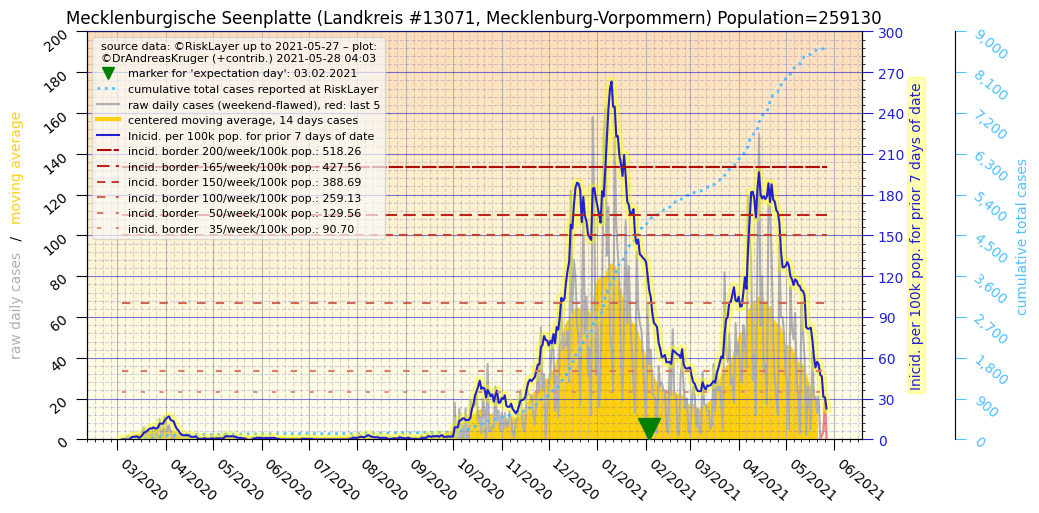 Mecklenburgische Seenplatte (Landkreis #13071, Mecklenburg-Vorpommern) Population=259130
source data: ©RiskLayer up to 2021-05-27 – plot:
©DrAndreasKruger (+contrib.) 2021-05-28 04:03
marker for 'expectation day': 03.02.2021
cumulative total cases reported at RiskLayer
raw daily cases (weekend-flawed), red: last 5
centered moving average, 14 days cases
Inicid. per 100k pop. for prior 7 days of date
incid. border 200/week/100k pop.: 518.26
incid. border 165/week/100k pop.: 427.56
incid. border 150/week/100k pop.: 388.69
incid. border 100/week/100k pop.: 259.13
incid. border   50/week/100k pop.: 129.56
incid. border   35/week/100k pop.: 90.70
raw daily cases / moving average
200
180
160
140
120
100
80
60
40
20
0
03/2020
04/2020
05/2020
06/2020
07/2020
08/2020
09/2020
10/2020
11/2020
12/2020
01/2021
02/2021
03/2021
04/2021
05/2021
06/2021
300
270
240
210
180
150
120
90
60
30
0
Inicid. per 100k pop. for prior 7 days of date
9,000
8,100
7,200
6,300
5,400
4,500
3,600
2,700
1,800
900
0
cumulative total cases